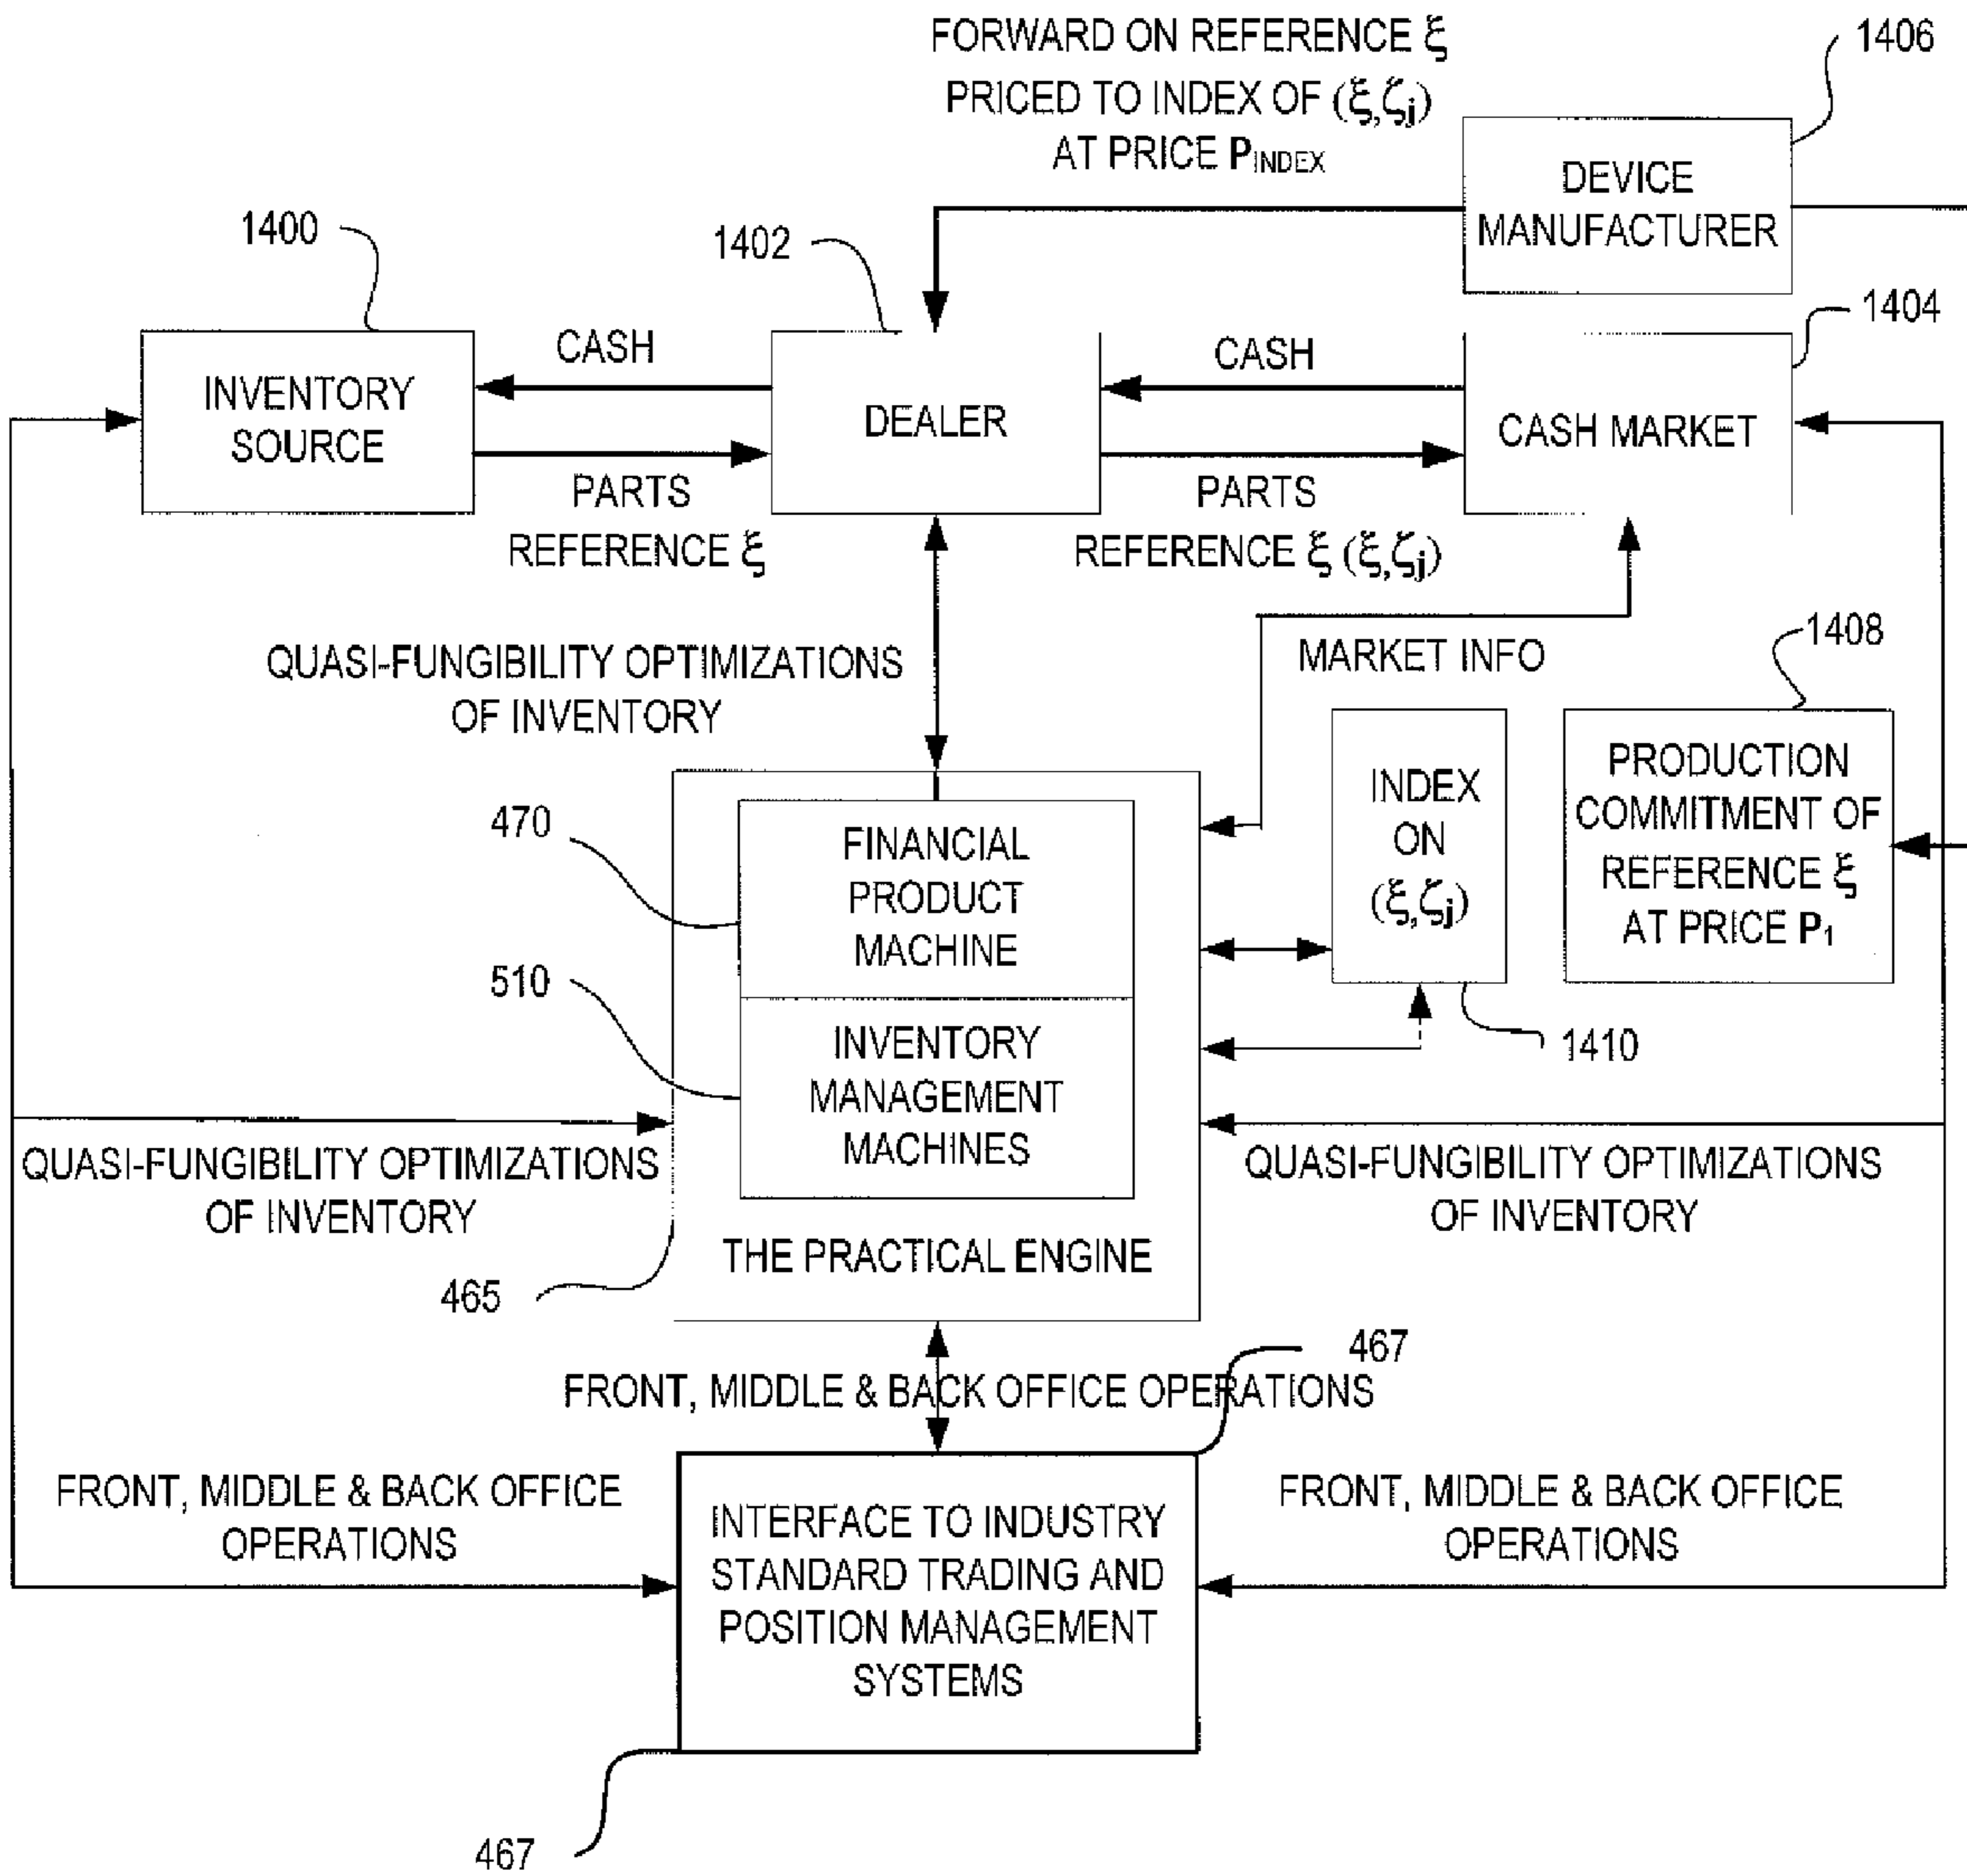 FORWARD ON REFERENCE ξ
PRICED TO INDEX OF (ξ,ζj)
AT PRICE PINDEX
1406
DEVICE
MANUFACTURER
1400
1402
1404
INVENTORY
SOURCE
CASH
DEALER
CASH
CASH MARKET
PARTS
REFERENCE ξ
PARTS
REFERENCE ξ (ξ,ζj)
QUASI-FUNGIBILITY OPTIMIZATIONS
OF INVENTORY
MARKET INFO
1408
470
FINANCIAL
PRODUCT
MACHINE
INDEX
ON
(ξ,ζj)
PRODUCTION
COMMITMENT OF
REFERENCE ξ
AT PRICE P1
510
INVENTORY
MANAGEMENT
MACHINES
1410
QUASI-FUNGIBILITY OPTIMIZATIONS
OF INVENTORY
QUASI-FUNGIBILITY OPTIMIZATIONS
OF INVENTORY
THE PRACTICAL ENGINE
465
467
FRONT, MIDDLE & BACK OFFICE OPERATIONS
FRONT, MIDDLE & BACK OFFICE
OPERATIONS
INTERFACE TO INDUSTRY
STANDARD TRADING AND
POSITION MANAGEMENT
SYSTEMS
FRONT, MIDDLE & BACK OFFICE
OPERATIONS
467